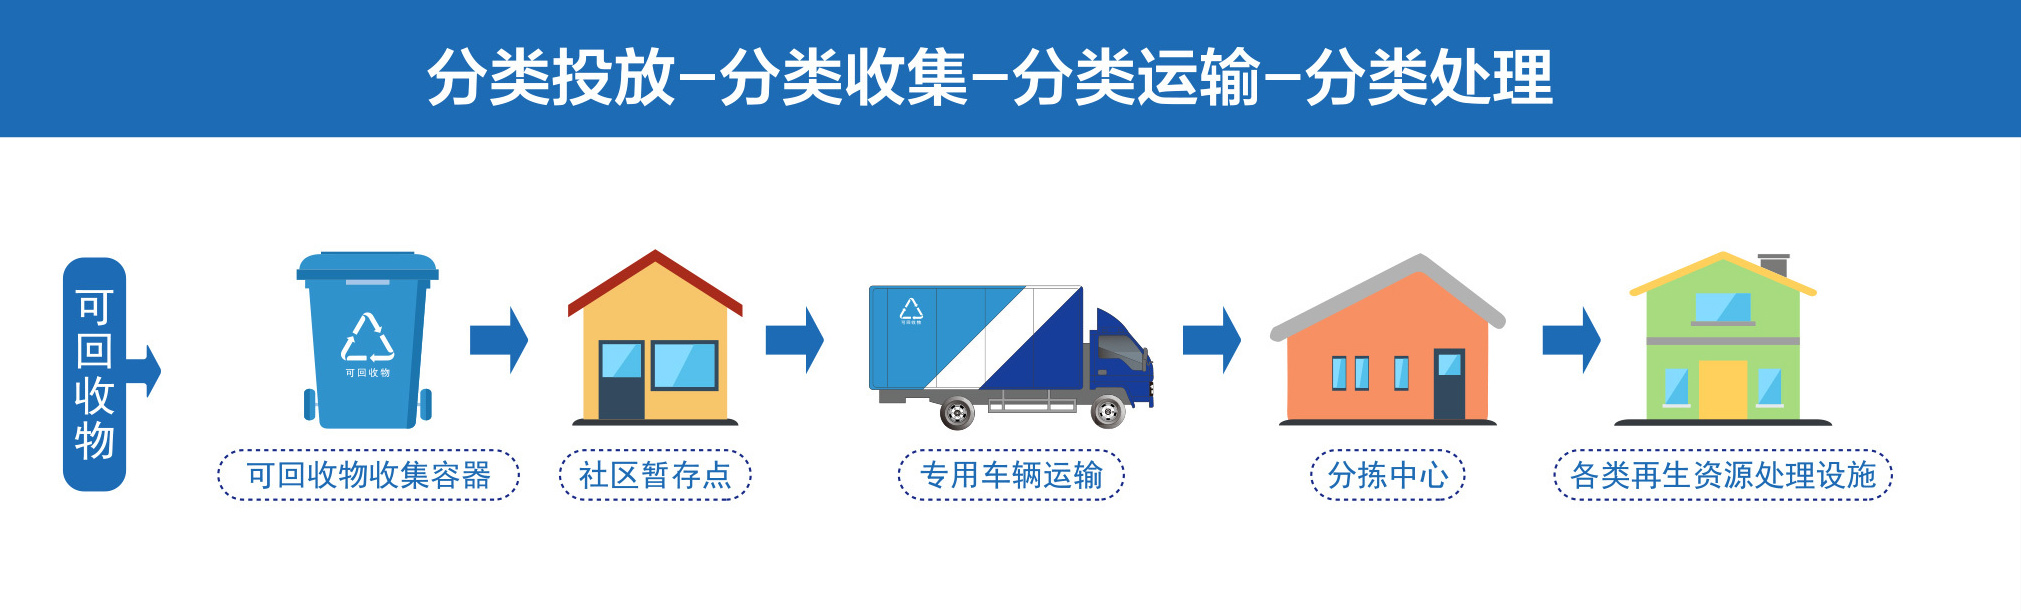 分类投放–分类收集–分类运输–分类处理
可回收物
可回收物
可回收物
可回收物收集容器
社区暂存点
专用车辆运输
分拣中心
各类再生资源处理设施